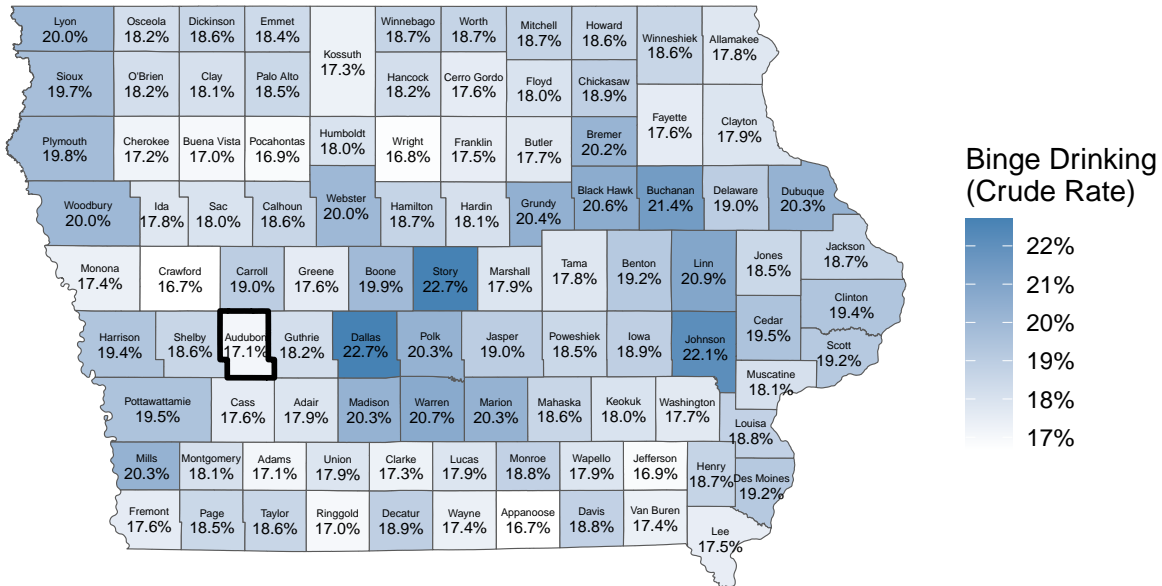 Lyon
20.0%
Osceola
18.2%
Dickinson
18.6%
Emmet
18.4%
Kossuth
17.3%
Winnebago
18.7%
Worth
18.7%
Mitchell
18.7%
Howard
18.6%
Winneshiek
18.6%
Allamakee
17.8%
Sioux
19.7%
O'Brien
18.2%
Clay
18.1%
Palo Alto
18.5%
Hancock
18.2%
Cerro Gordo
17.6%
Floyd
18.0%
Chickasaw
18.9%
Fayette
17.6%
Clayton
17.9%
Plymouth
19.8%
Cherokee
17.2%
Buena Vista
17.0%
Pocahontas
16.9%
Humboldt
18.0%
Wright
16.8%
Franklin
17.5%
Butler
17.7%
Bremer
20.2%
Woodbury
20.0%
Ida
17.8%
Sac
18.0%
Calhoun
18.6%
Webster
20.0%
Hamilton
18.7%
Hardin
18.1%
Grundy
20.4%
Black Hawk
20.6%
Buchanan
21.4%
Delaware
19.0%
Dubuque
20.3%
Monona
17.4%
Crawford
16.7%
Carroll
19.0%
Greene
17.6%
Boone
19.9%
Story
22.7%
Marshall
17.9%
Tama
17.8%
Benton
19.2%
Linn
20.9%
Jones
18.5%
Jackson
18.7%
Clinton
19.4%
Harrison
19.4%
Shelby
18.6%
Audubon
17.1%
Guthrie
18.2%
Dallas
22.7%
Polk
20.3%
Jasper
19.0%
Poweshiek
18.5%
Iowa
18.9%
Johnson
22.1%
Cedar
19.5%
Scott
19.2%
Muscatine
18.1%
Pottawattamie
19.5%
Cass
17.6%
Adair
17.9%
Madison
20.3%
Warren
20.7%
Marion
20.3%
Mahaska
18.6%
Keokuk
18.0%
Washington
17.7%
Louisa
18.8%
Mills
20.3%
Montgomery
18.1%
Adams
17.1%
Union
17.9%
Clarke
17.3%
Lucas
17.9%
Monroe
18.8%
Wapello
17.9%
Jefferson
16.9%
Henry
18.7%
Des Moines
19.2%
Fremont
17.6%
Page
18.5%
Taylor
18.6%
Ringgold
17.0%
Decatur
18.9%
Wayne
17.4%
Appanoose
16.7%
Davis
18.8%
Van Buren
17.4%
Lee
17.5%
Binge Drinking
(Crude Rate)
22%
21%
20%
19%
18%
17%